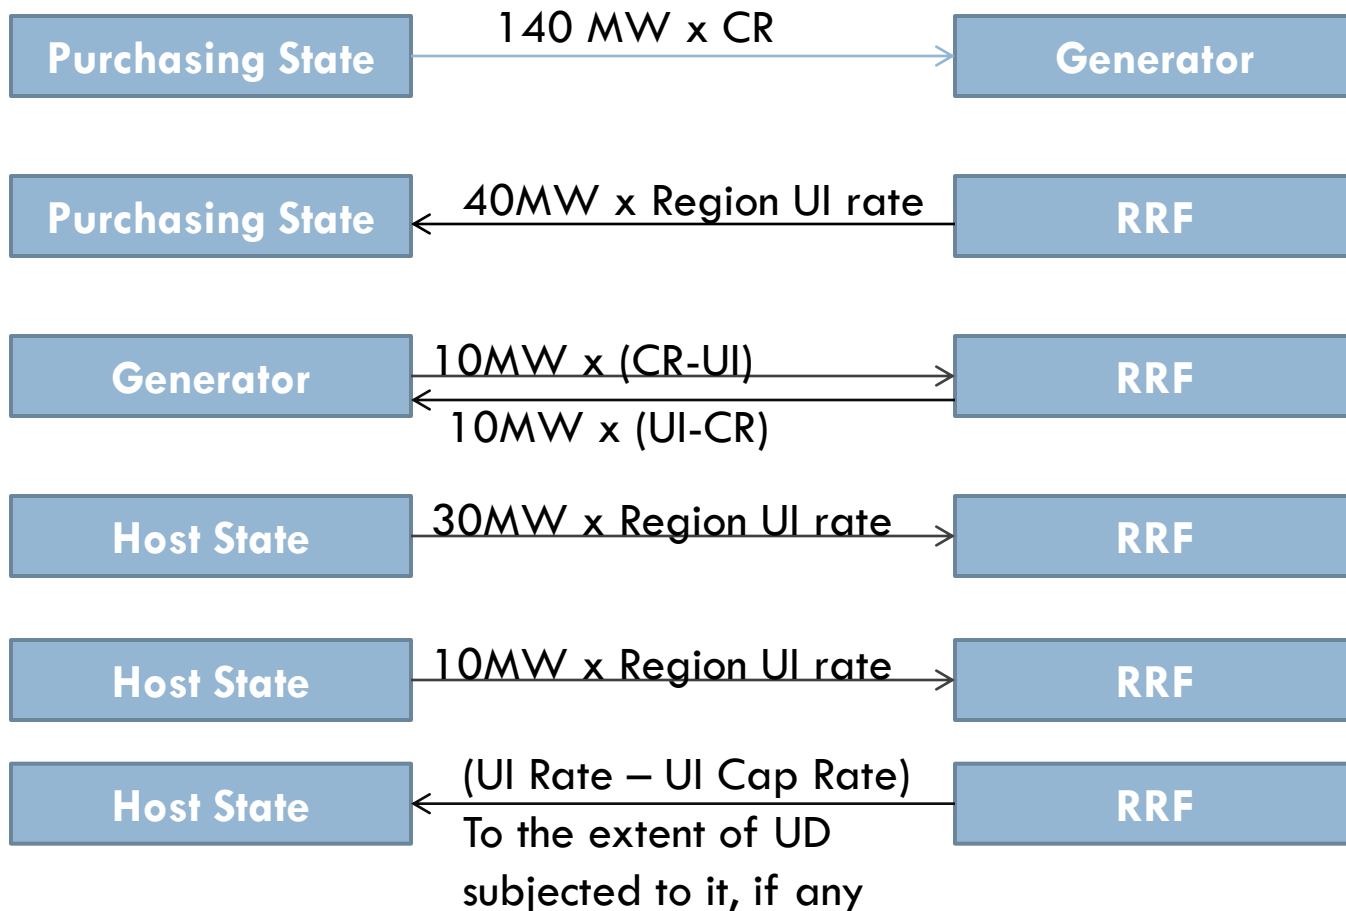 140 MW x CR
Purchasing State
Generator
40MW x Region UI rate
Purchasing State
RRF
10MW x (CR-UI)
Generator
RRF
10MW x (UI-CR)
30MW x Region UI rate
Host State
RRF
10MW x Region UI rate
Host State
RRF
(UI Rate – UI Cap Rate)
Host State
RRF
To the extent of UD
subjected to it, if any